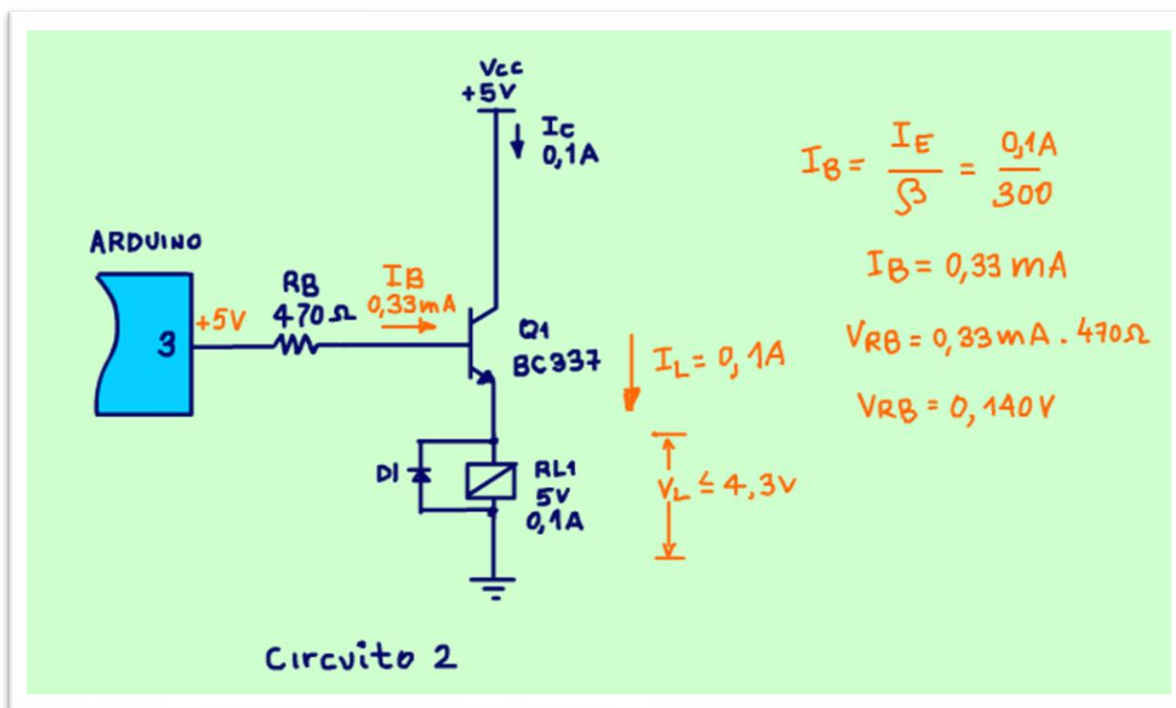 Vcc
+5V
Ic
0,1A
ARDUINO
3
+5V
RB
470Ω
IB
0,33mA
Q1
BC337
IL = 0,1A
D1
RL1
5V
0,1A
VL ≤ 4,3V
IB = IE / β = 0,1A / 300
IB = 0,33 mA
VRB = 0,33mA . 470Ω
VRB = 0,140V
Circuito 2